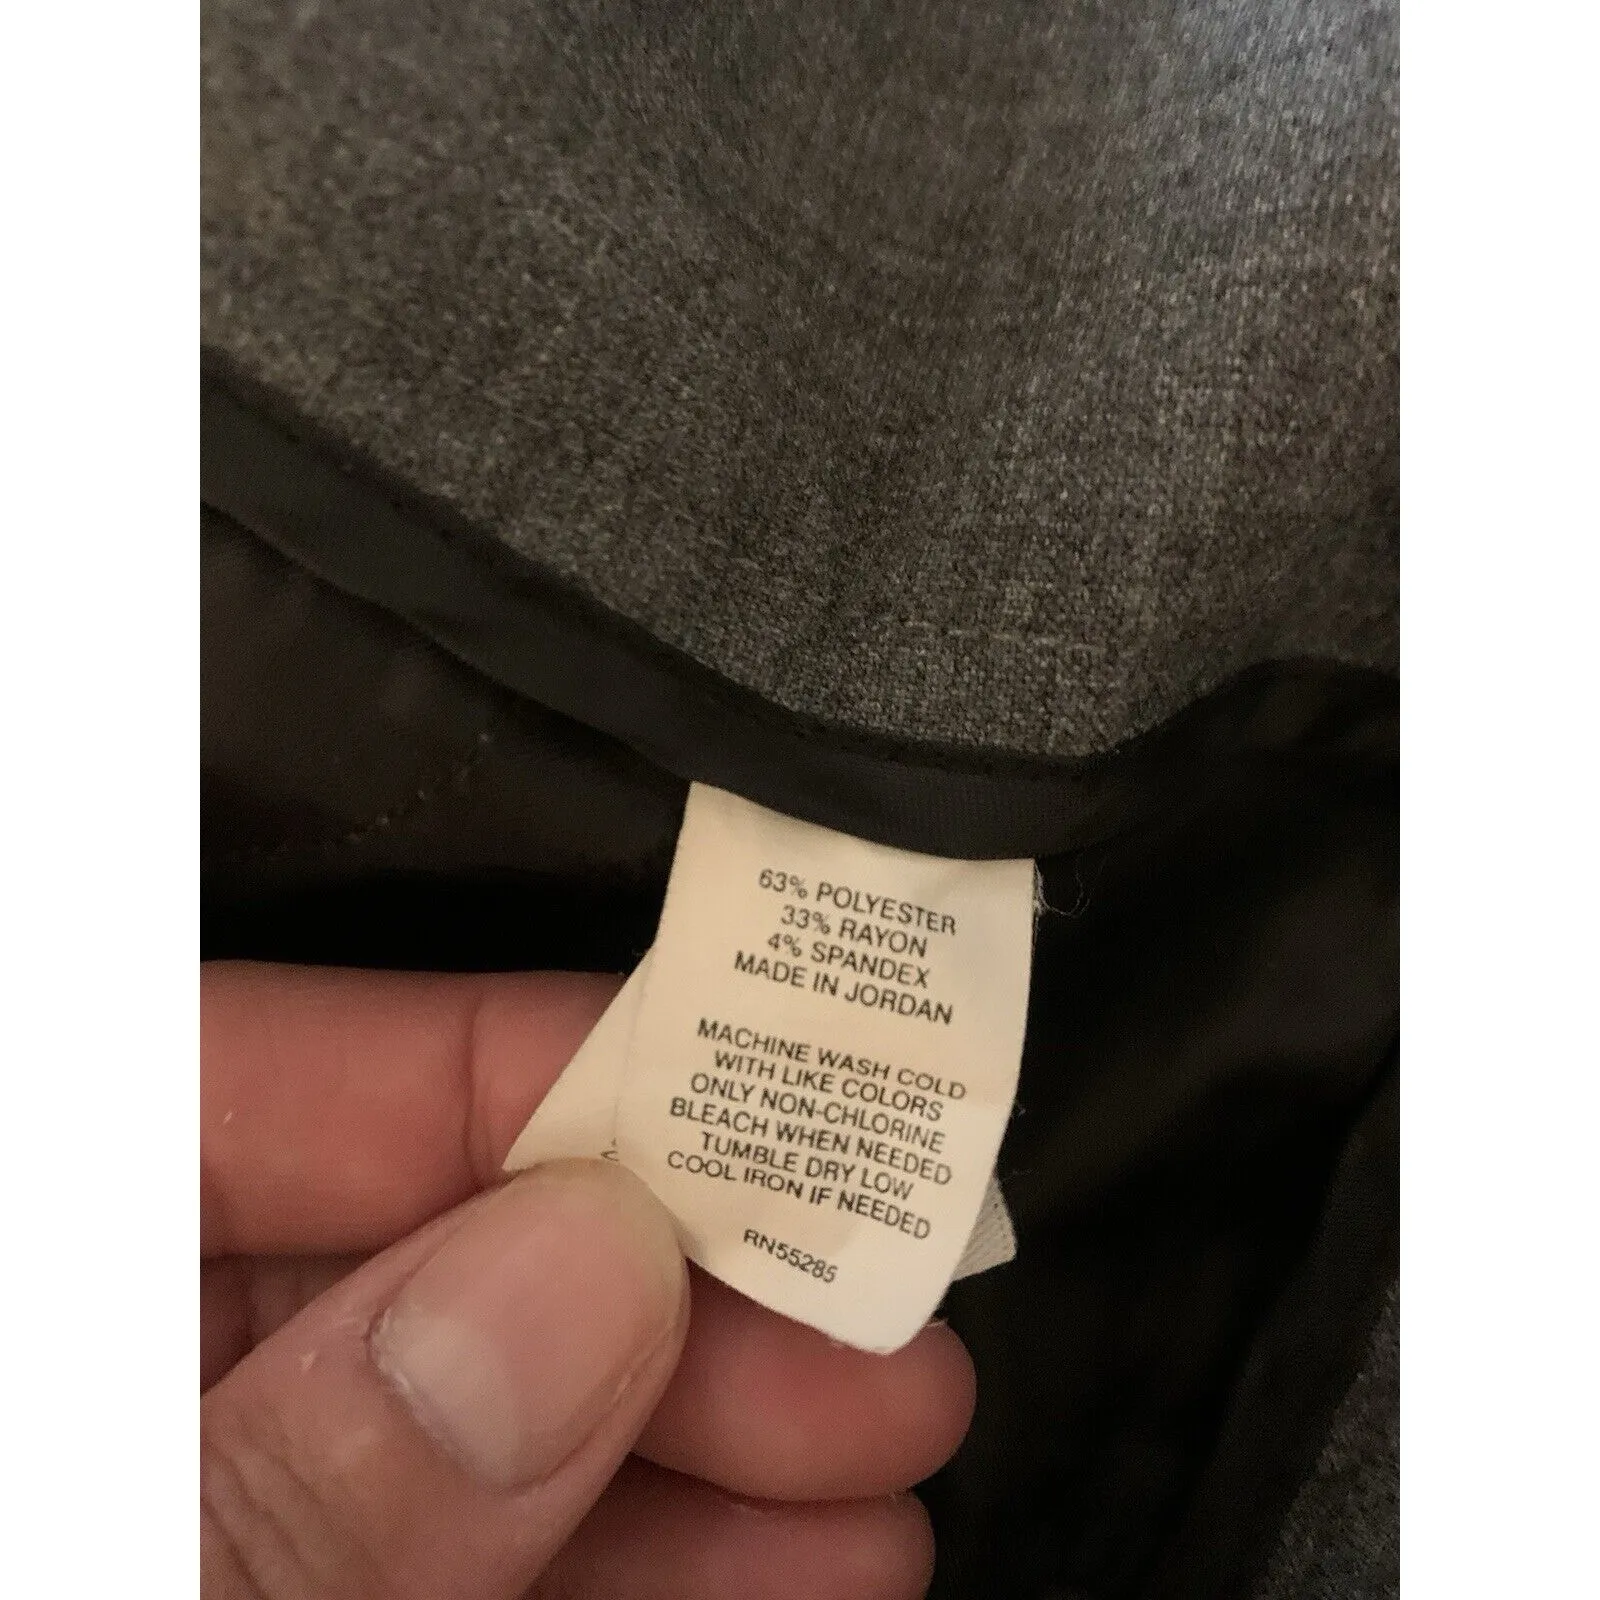 63% POLYESTER
33% RAYON
4% SPANDEX
MADE IN JORDAN
MACHINE WASH COLD
WITH LIKE COLORS
ONLY NON-CHLORINE
BLEACH WHEN NEEDED
TUMBLE DRY LOW
COOL IRON IF NEEDED
RN55285